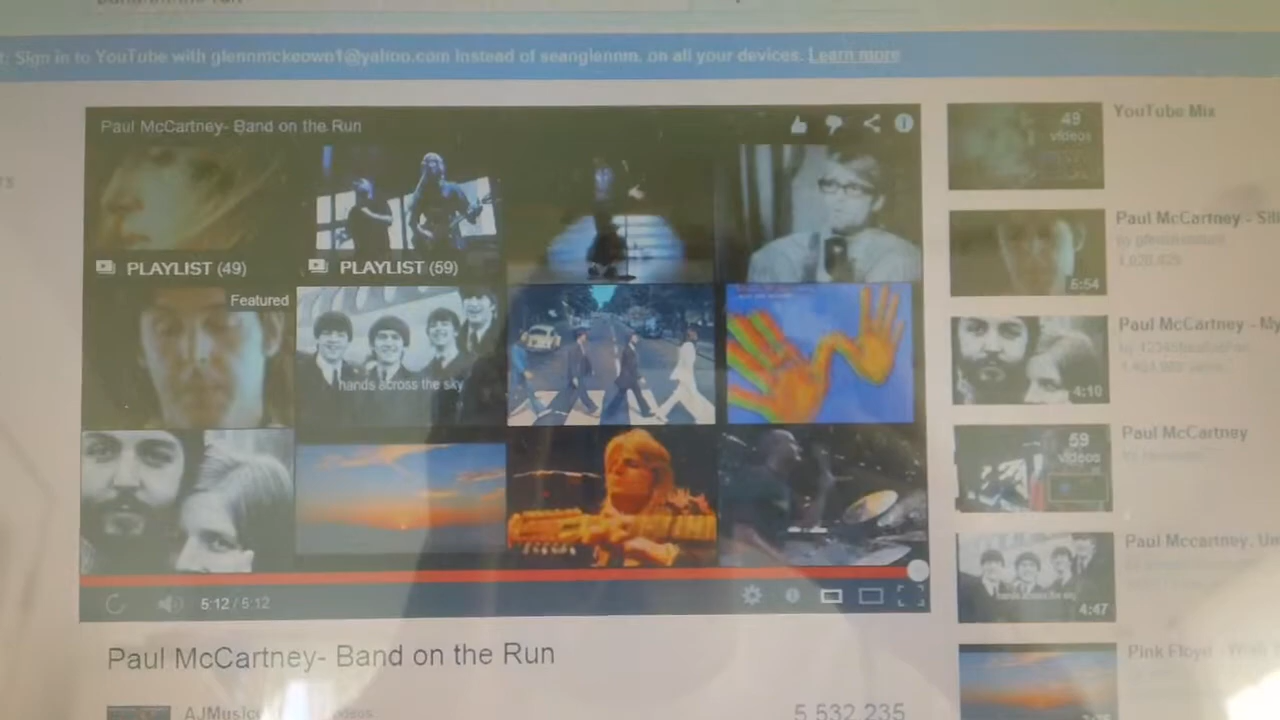 Sign in to YouTube with glennmckeown1@yahoo.com instead of seanglennm. on all your devices. Learn more
Paul McCartney- Band on the Run
PLAYLIST (49)
PLAYLIST (59)
Featured
hands across the sky
5:12 / 5:12
Paul McCartney- Band on the Run
5,532,235
49
videos
YouTube Mix
Paul McCartney - Sill
5:54
Paul McCartney - My
4:10
59
videos
Paul McCartney
Paul Mccartney, Un
hands across the sky
4:47
Pink Floyd -